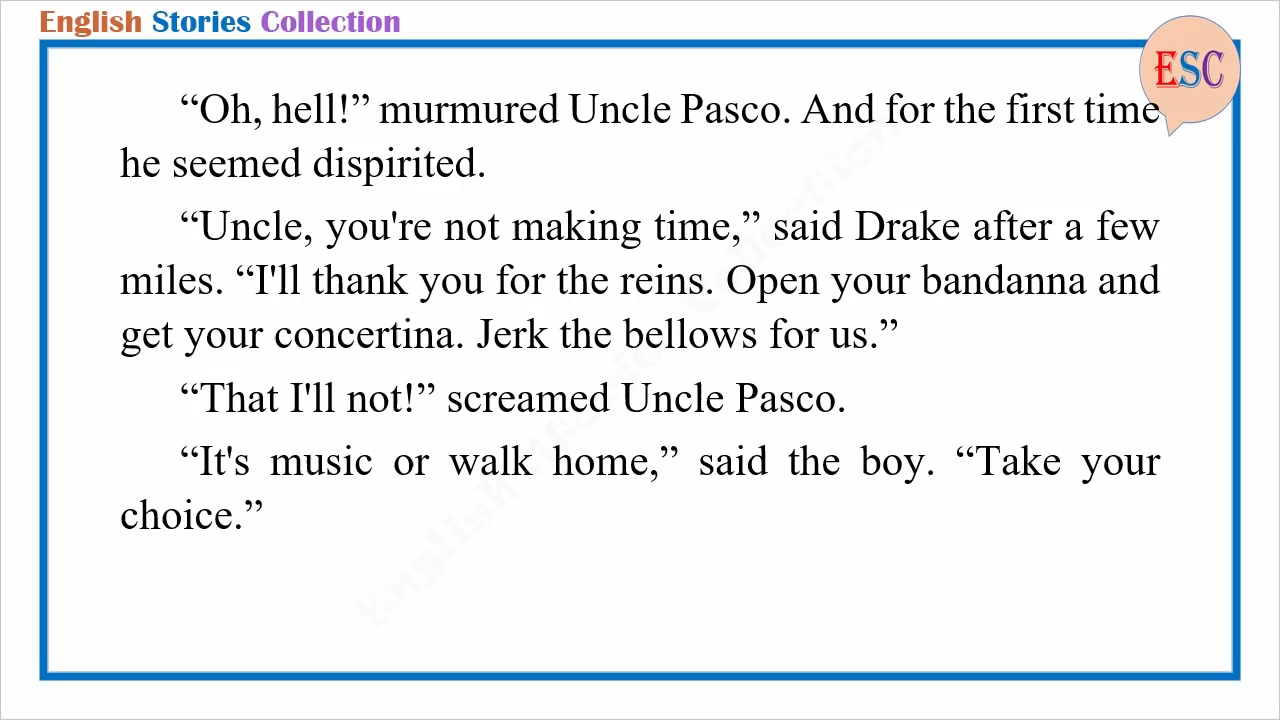 English Stories Collection
ESC
“Oh, hell!” murmured Uncle Pasco. And for the first time
he seemed dispirited.
“Uncle, you're not making time,” said Drake after a few
miles. “I'll thank you for the reins. Open your bandanna and
get your concertina. Jerk the bellows for us.”
“That I'll not!” screamed Uncle Pasco.
“It's music or walk home,” said the boy. “Take your
choice.”
English Stories Collection